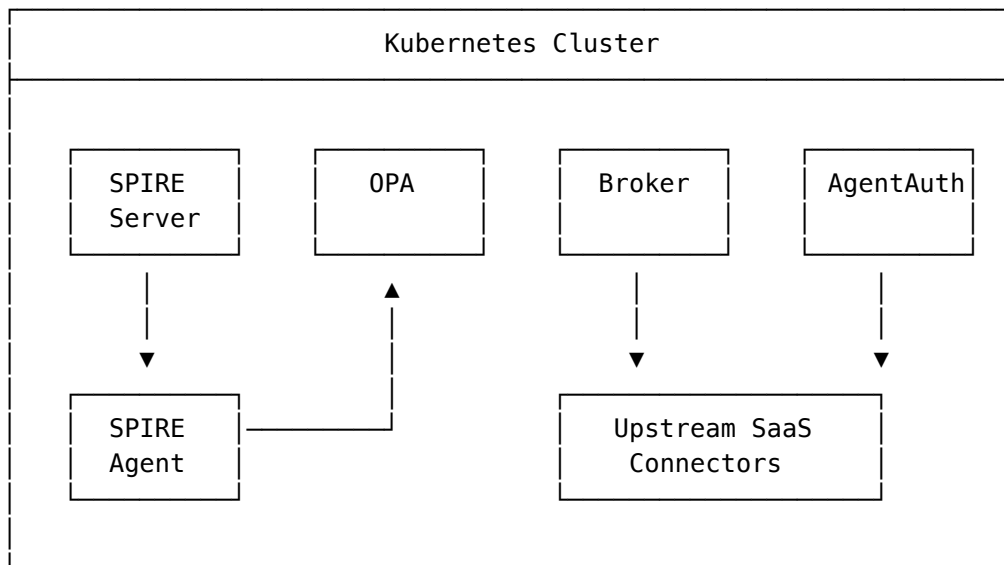 Kubernetes Cluster
SPIRE
Server
OPA
Broker
AgentAuth
SPIRE
Agent
Upstream SaaS
Connectors